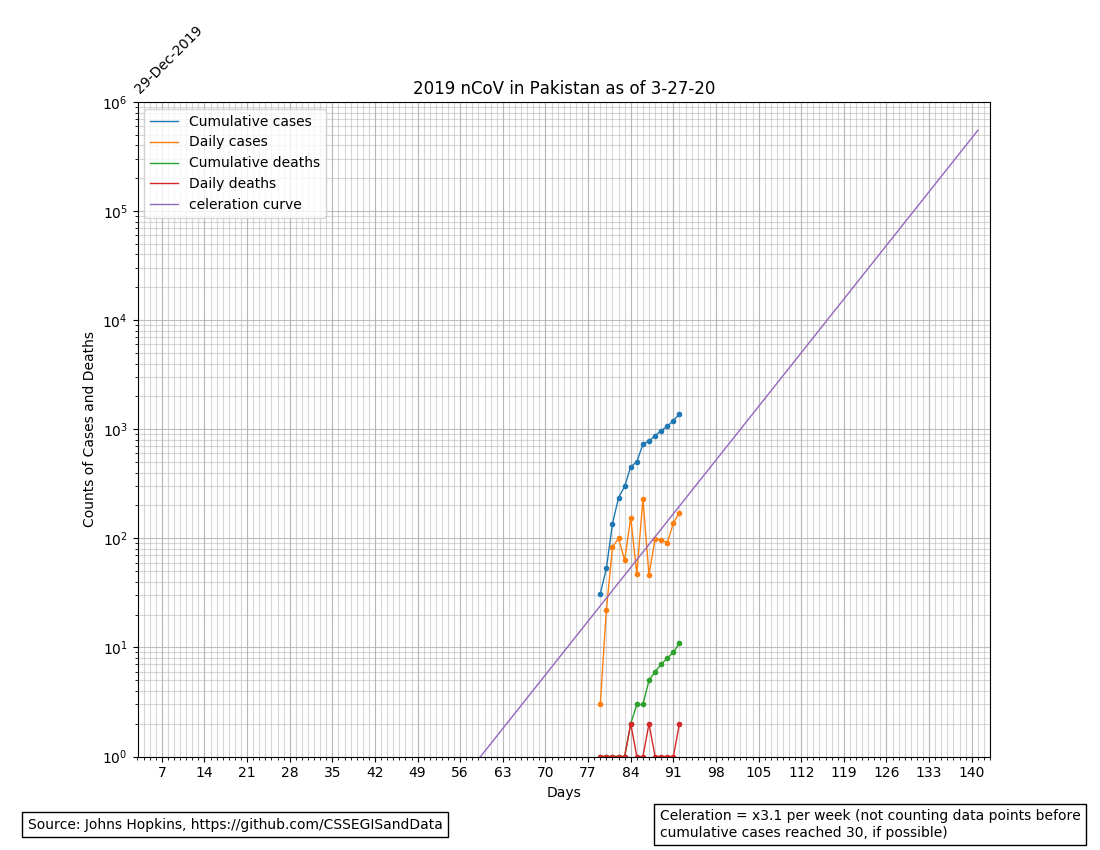 29-Dec-2019
2019 nCoV in Pakistan as of 3-27-20
Cumulative cases
Daily cases
Cumulative deaths
Daily deaths
celeration curve
10^6
10^5
10^4
10^3
10^2
10^1
10^0
Counts of Cases and Deaths
7 14 21 28 35 42 49 56 63 70 77 84 91 98 105 112 119 126 133 140
Days
Source: Johns Hopkins, https://github.com/CSSEGISandData
Celeration = x3.1 per week (not counting data points before
cumulative cases reached 30, if possible)